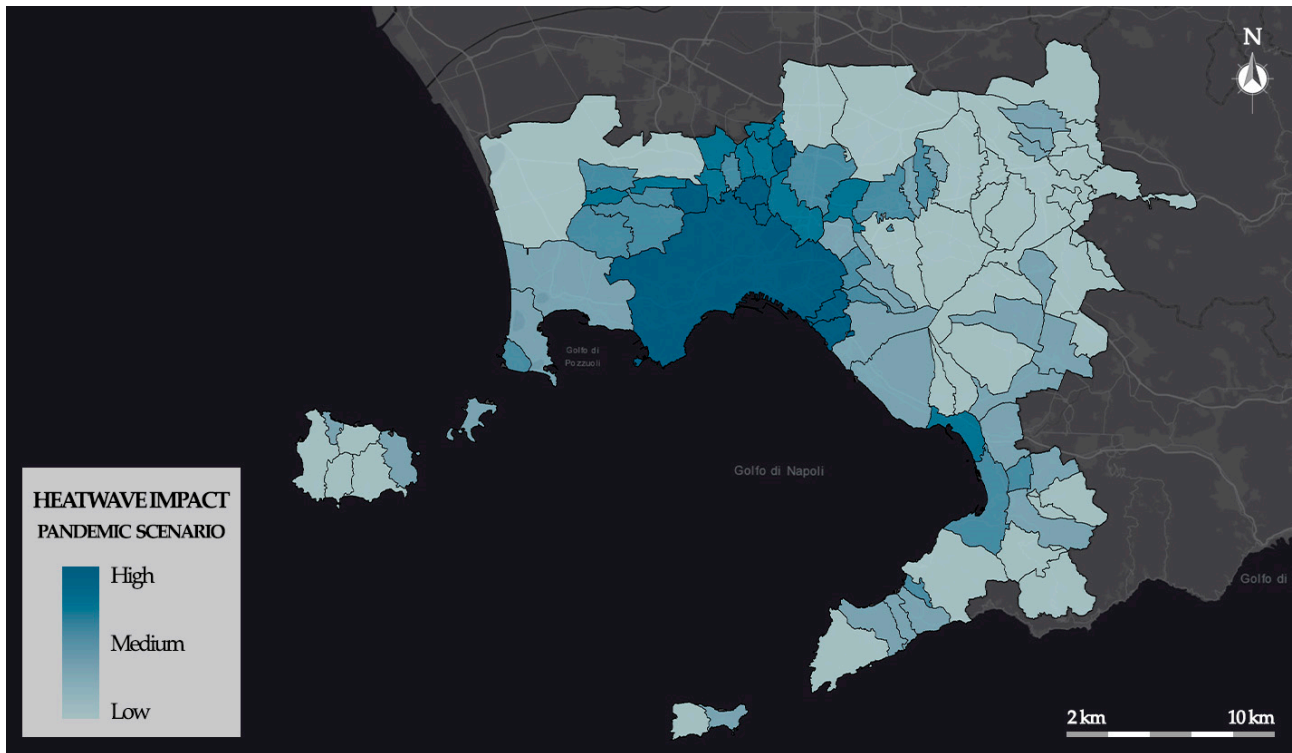 N
Golfo di
Pozzuoli
Golfo di Napoli
HEATWAVE IMPACT
PANDEMIC SCENARIO
High
Medium
Low
Golfo di
2 km
10 km